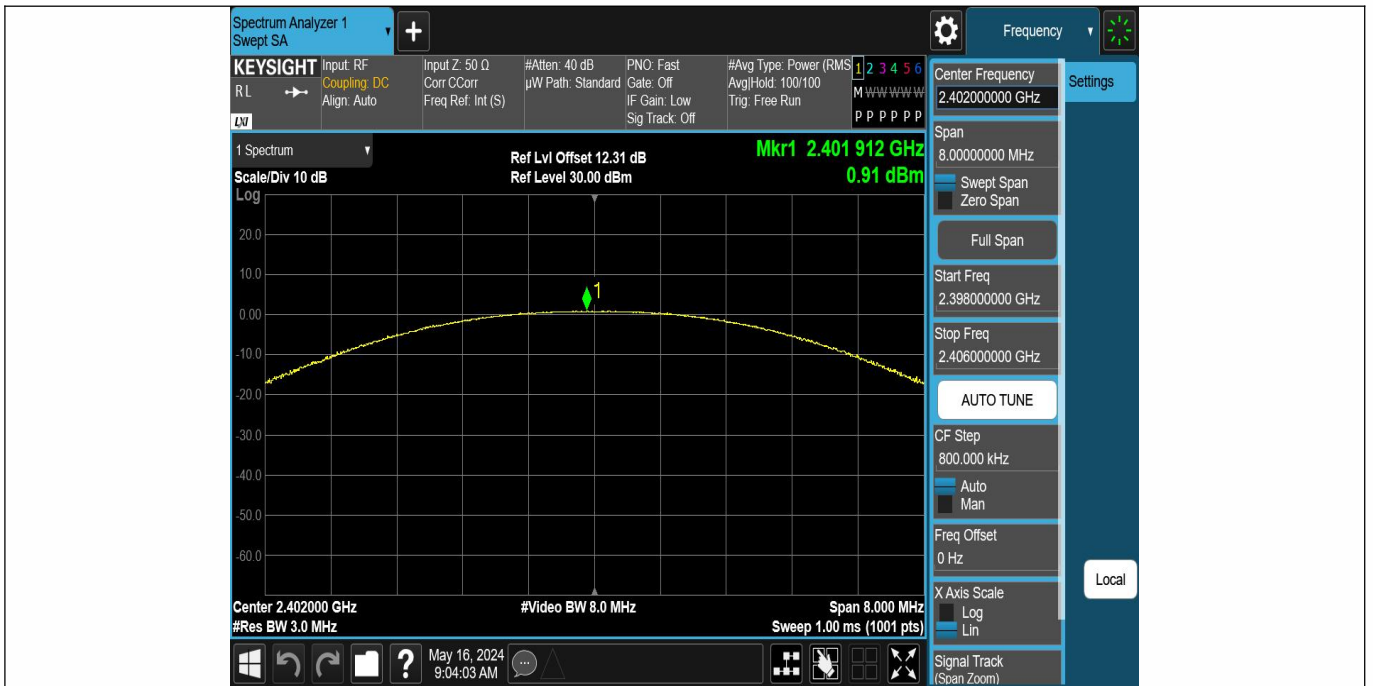 Spectrum Analyzer 1
Swept SA
+
Frequency
KEYSIGHT
RL
LXI
Input: RF
Coupling: DC
Align: Auto
Input Z: 50 Ω
Corr CCorr
Freq Ref: Int (S)
#Atten: 40 dB
µW Path: Standard
PNO: Fast
Gate: Off
IF Gain: Low
Sig Track: Off
#Avg Type: Power (RMS
Avg|Hold: 100/100
Trig: Free Run
1 2 3 4 5 6
M W W W W W
P P P P P P
1 Spectrum
Scale/Div 10 dB
Log
Ref Lvl Offset 12.31 dB
Ref Level 30.00 dBm
Mkr1 2.401 912 GHz
0.91 dBm
20.0
10.0
0.00
-10.0
-20.0
-30.0
-40.0
-50.0
-60.0
1
Center 2.402000 GHz
#Res BW 3.0 MHz
#Video BW 8.0 MHz
Span 8.000 MHz
Sweep 1.00 ms (1001 pts)
Center Frequency
2.402000000 GHz
Settings
Span
8.00000000 MHz
Swept Span
Zero Span
Full Span
Start Freq
2.398000000 GHz
Stop Freq
2.406000000 GHz
AUTO TUNE
CF Step
800.000 kHz
Auto
Man
Freq Offset
0 Hz
X Axis Scale
Log
Lin
Local
Signal Track
(Span Zoom)
?
May 16, 2024
9:04:03 AM